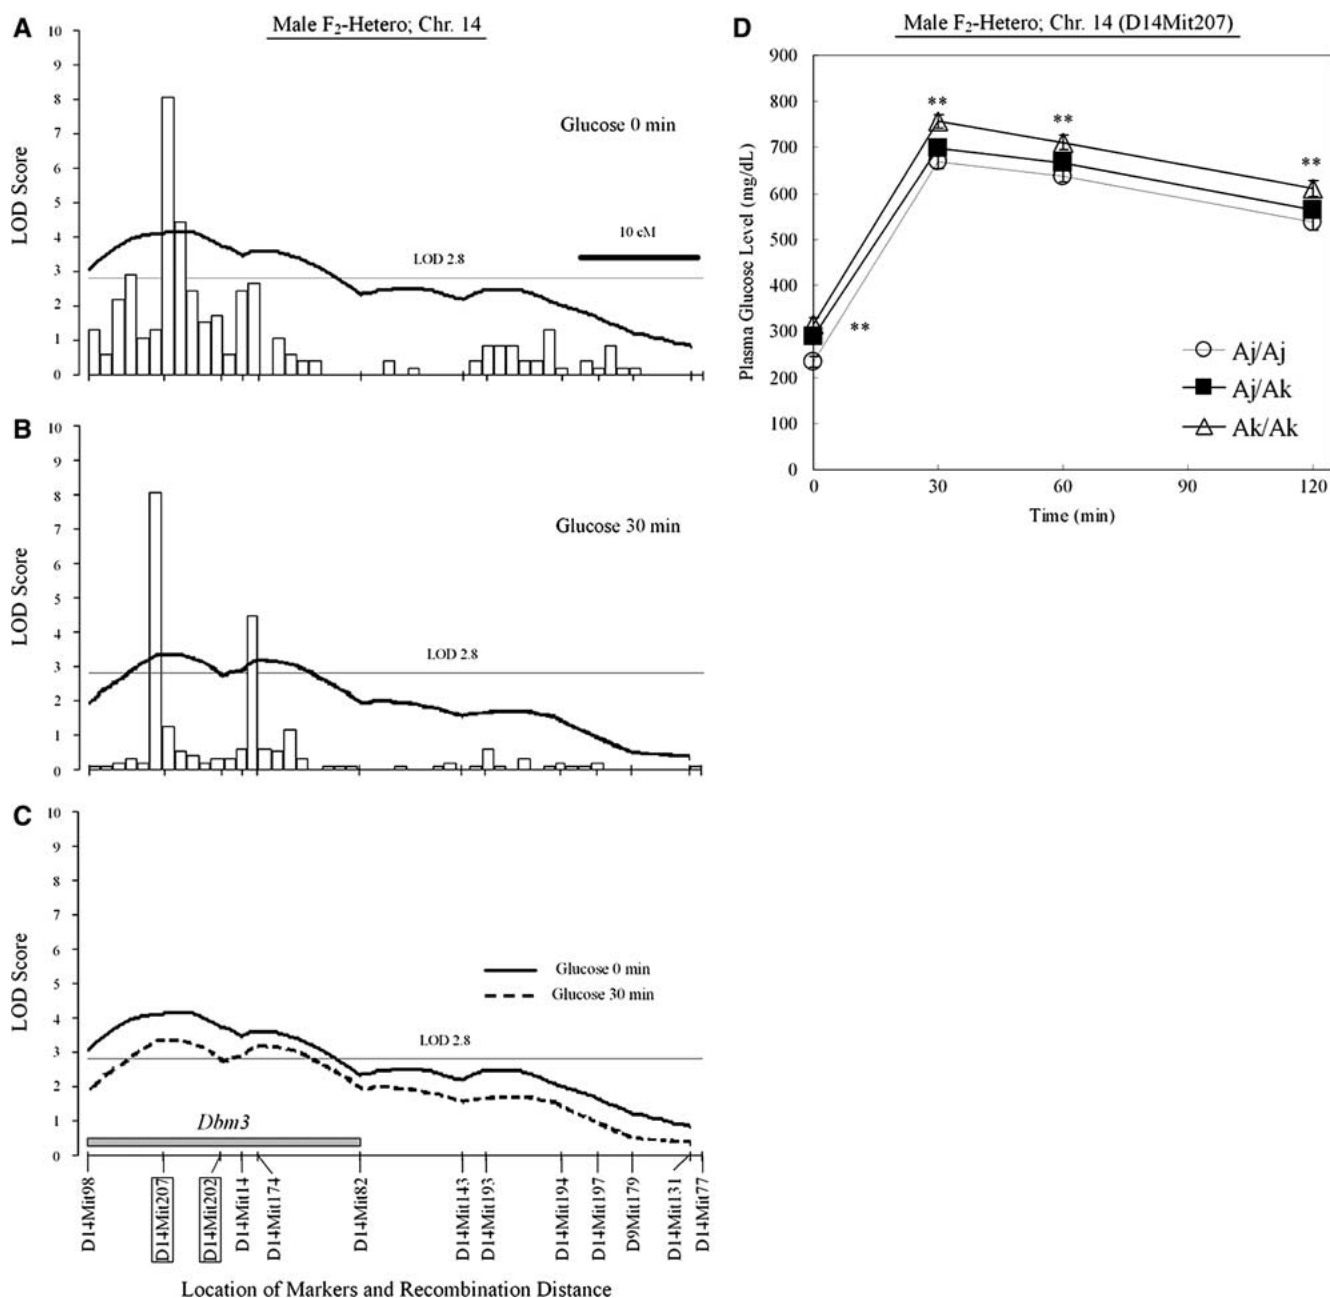 A
Male F₂-Hetero; Chr. 14
10
9
8
7
6
5
4
3
2
1
0
LOD Score
Glucose 0 min
10 cM
LOD 2.8
B
10
9
8
7
6
5
4
3
2
1
0
LOD Score
Glucose 30 min
LOD 2.8
C
10
9
8
7
6
5
4
3
2
1
0
LOD Score
Glucose 0 min
Glucose 30 min
LOD 2.8
Dbm3
D14Mit98
D14Mit207
D14Mit202
D14Mit14
D14Mit174
D14Mit82
D14Mit143
D14Mit193
D14Mit194
D14Mit197
D9Mit179
D14Mit131
D14Mit77
Location of Markers and Recombination Distance
D
Male F₂-Hetero; Chr. 14 (D14Mit207)
900
800
700
600
500
400
300
200
100
0
Plasma Glucose Level (mg/dL)
**
**
**
**
Aj/Aj
Aj/Ak
Ak/Ak
0 30 60 90 120
Time (min)